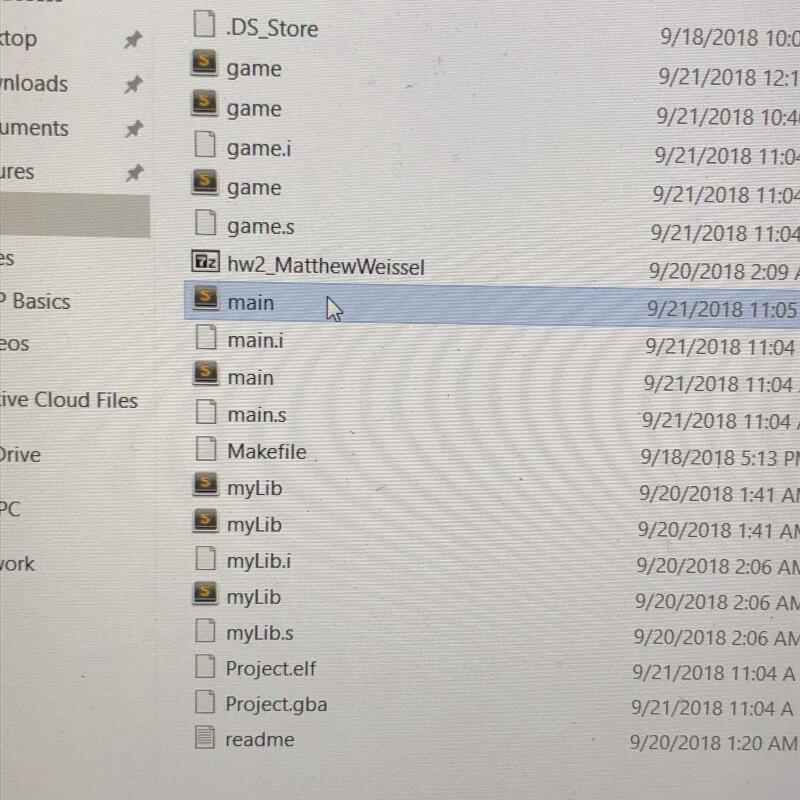 .DS_Store 9/18/2018 10:0
ktop
game 9/21/2018 12:1
wnloads
game 9/21/2018 10:4
uments
game.i 9/21/2018 11:04
ures
game 9/21/2018 11:04
game.s 9/21/2018 11:04
es
hw2_MatthewWeissel 9/20/2018 2:09 A
P Basics
main 9/21/2018 11:05
eos
main.i 9/21/2018 11:04
main 9/21/2018 11:04
ive Cloud Files
main.s 9/21/2018 11:04
Drive
Makefile 9/18/2018 5:13 PM
myLib 9/20/2018 1:41 AM
PC
myLib 9/20/2018 1:41 AM
work
myLib.i 9/20/2018 2:06 AM
myLib 9/20/2018 2:06 AM
myLib.s 9/20/2018 2:06 AM
Project.elf 9/21/2018 11:04 A
Project.gba 9/21/2018 11:04 A
readme 9/20/2018 1:20 AM